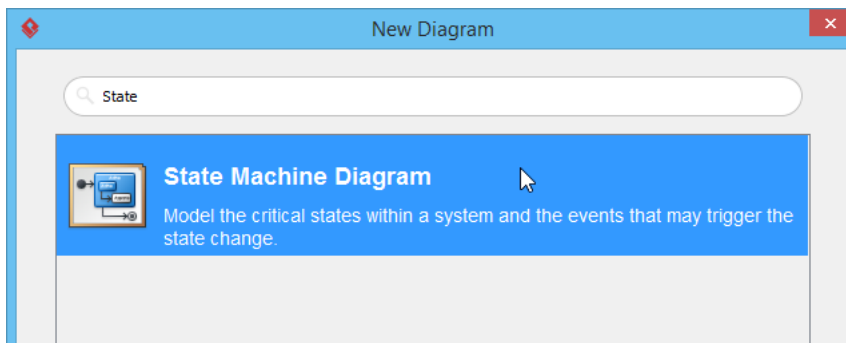 New Diagram
State
State Machine Diagram
Model the critical states within a system and the events that may trigger the
state change.